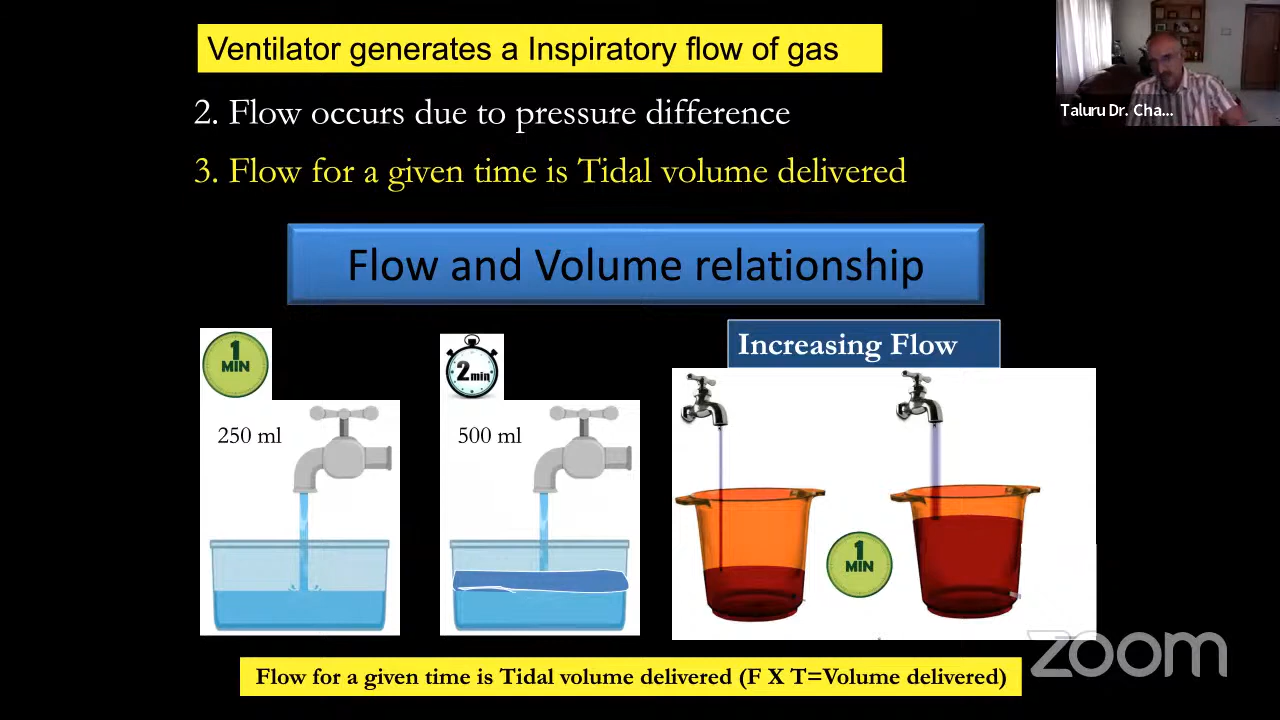 Ventilator generates a Inspiratory flow of gas
Taluru Dr. Cha...
2. Flow occurs due to pressure difference
3. Flow for a given time is Tidal volume delivered
Flow and Volume relationship
1
MIN
250 ml
2min
500 ml
Increasing Flow
1
MIN
zoom
Flow for a given time is Tidal volume delivered (F X T=Volume delivered)